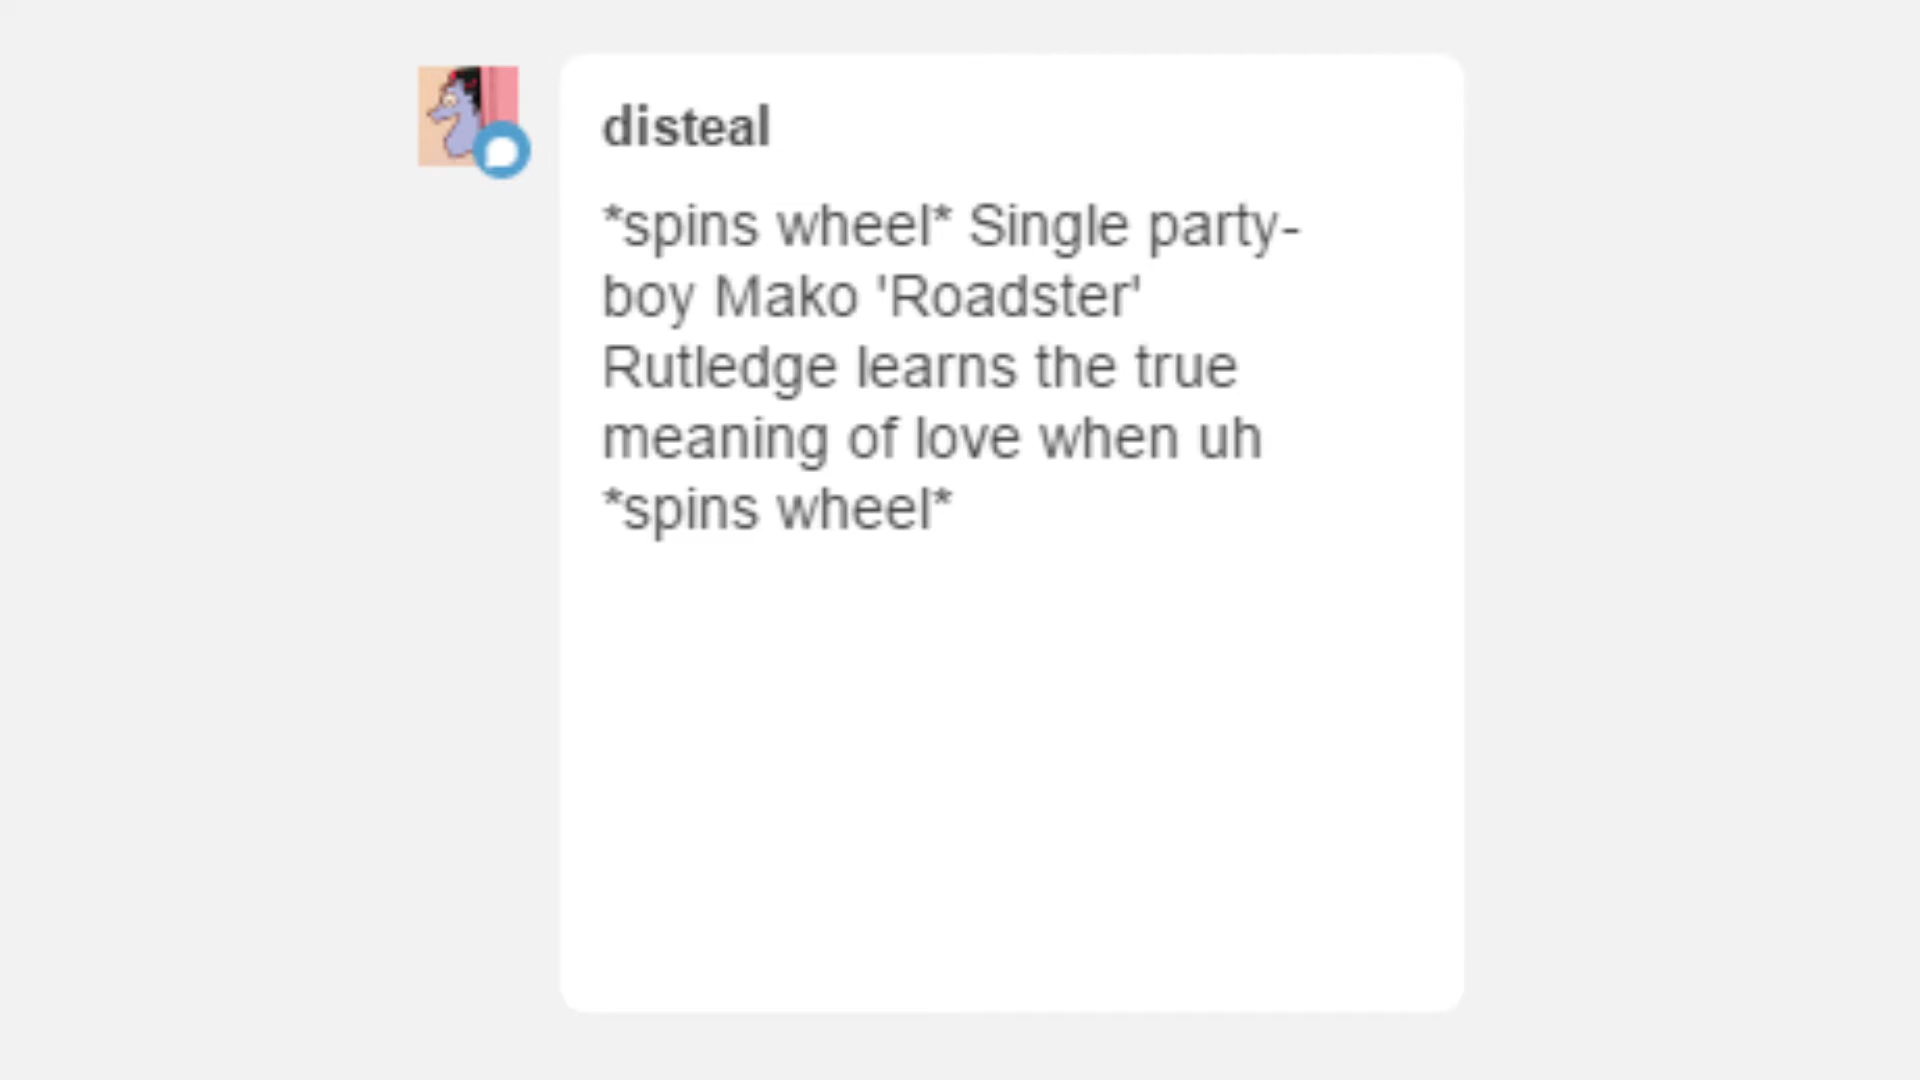 disteal
*spins wheel* Single party-
boy Mako 'Roadster'
Rutledge learns the true
meaning of love when uh
*spins wheel*